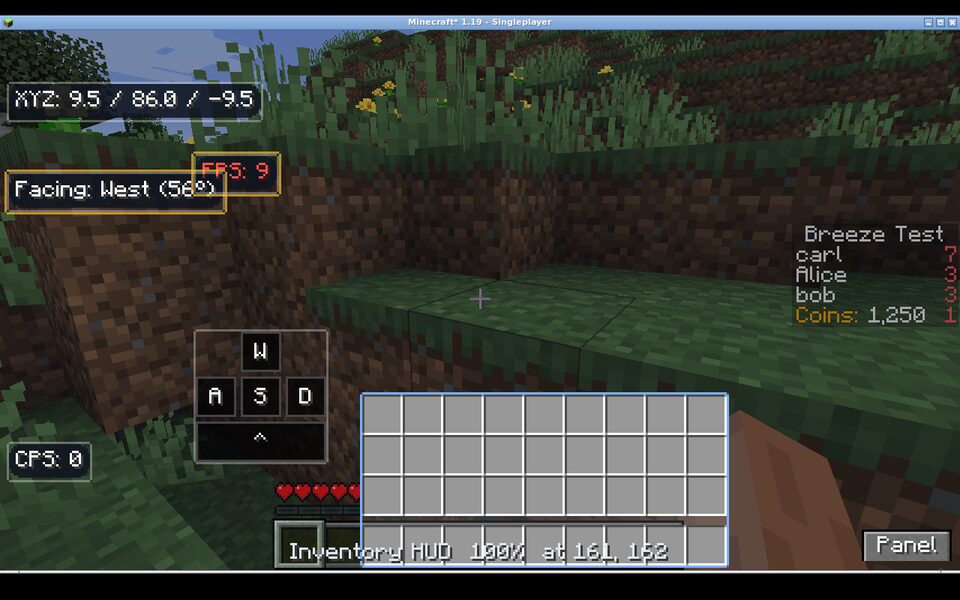 Minecraft* 1.19 - Singleplayer
XYZ: 9.5 / 86.0 / -9.5
FPS: 9
Facing: West (56°)
Breeze Test
carl 7
Alice 3
bob 3
Coins: 1,250 1
W
A S D
^
CPS: 0
Inventory HUD 100% at 161, 162
Panel